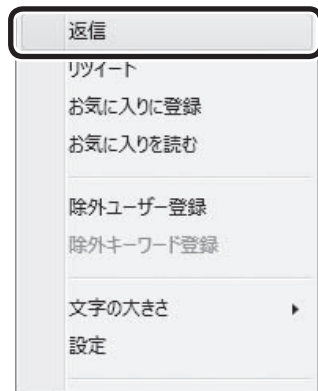 返信
リツイート
お気に入りに登録
お気に入りを読む
除外ユーザー登録
除外キーワード登録
文字の大きさ
設定